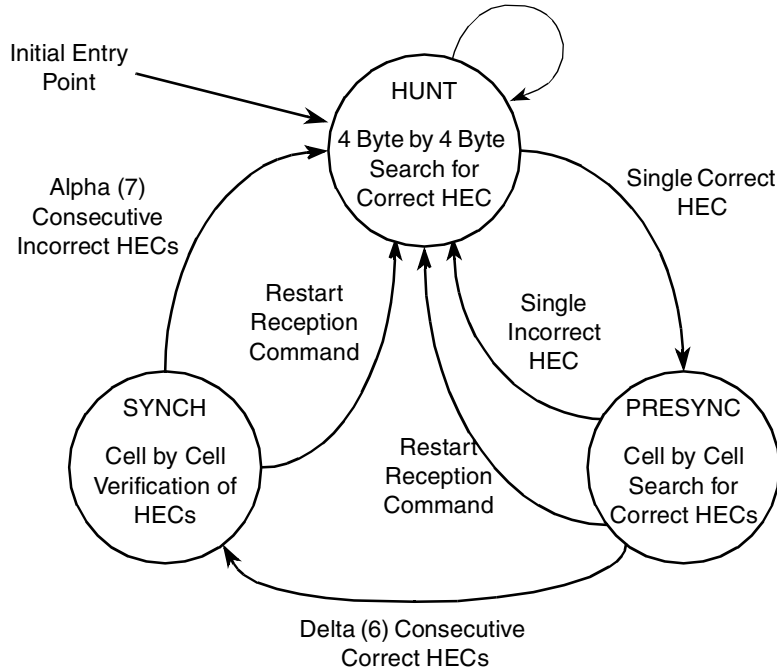 Initial Entry
Point
HUNT
4 Byte by 4 Byte
Search for
Correct HEC
Alpha (7)
Consecutive
Incorrect HECs
Single Correct
HEC
Restart
Reception
Command
Single
Incorrect
HEC
SYNCH
Cell by Cell
Verification of
HECs
Restart
Reception
Command
PRESYNC
Cell by Cell
Search for
Correct HECs
Delta (6) Consecutive
Correct HECs